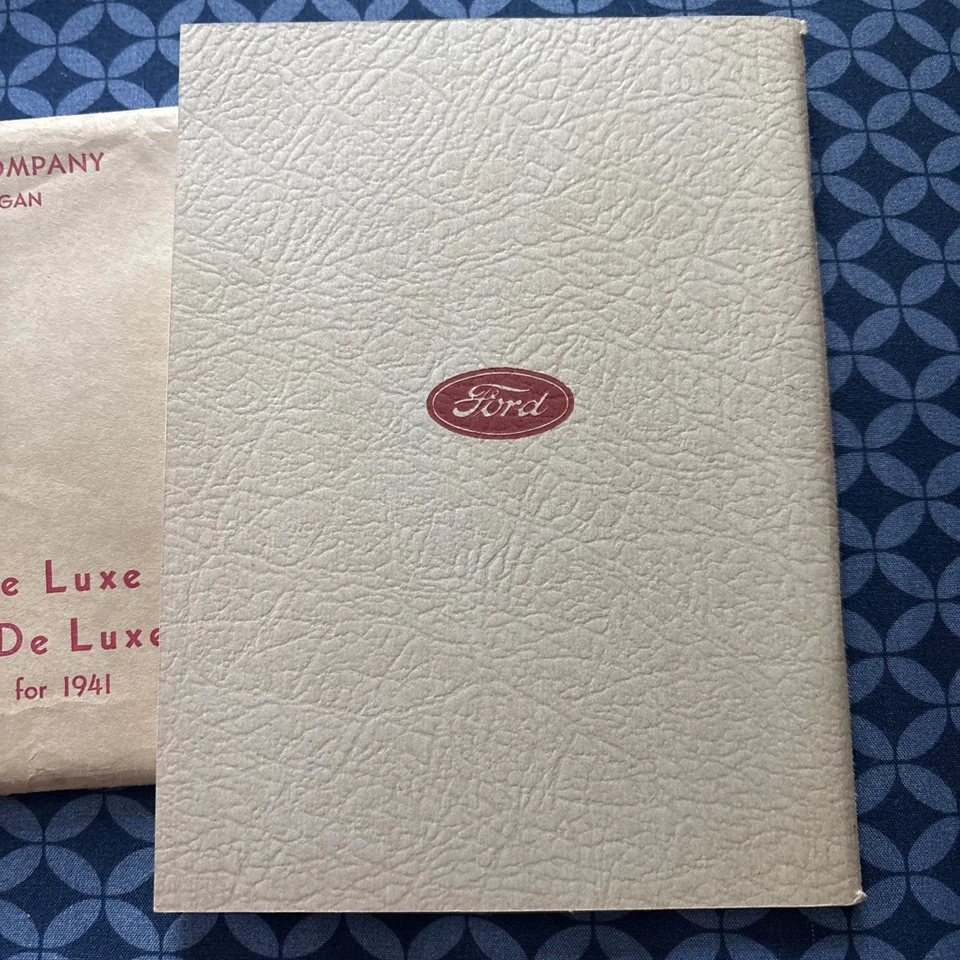 OMPANY
GAN
e Luxe
De Luxe
for 1941
Ford